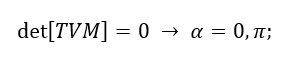 det[TVM] = 0 → α = 0, π;